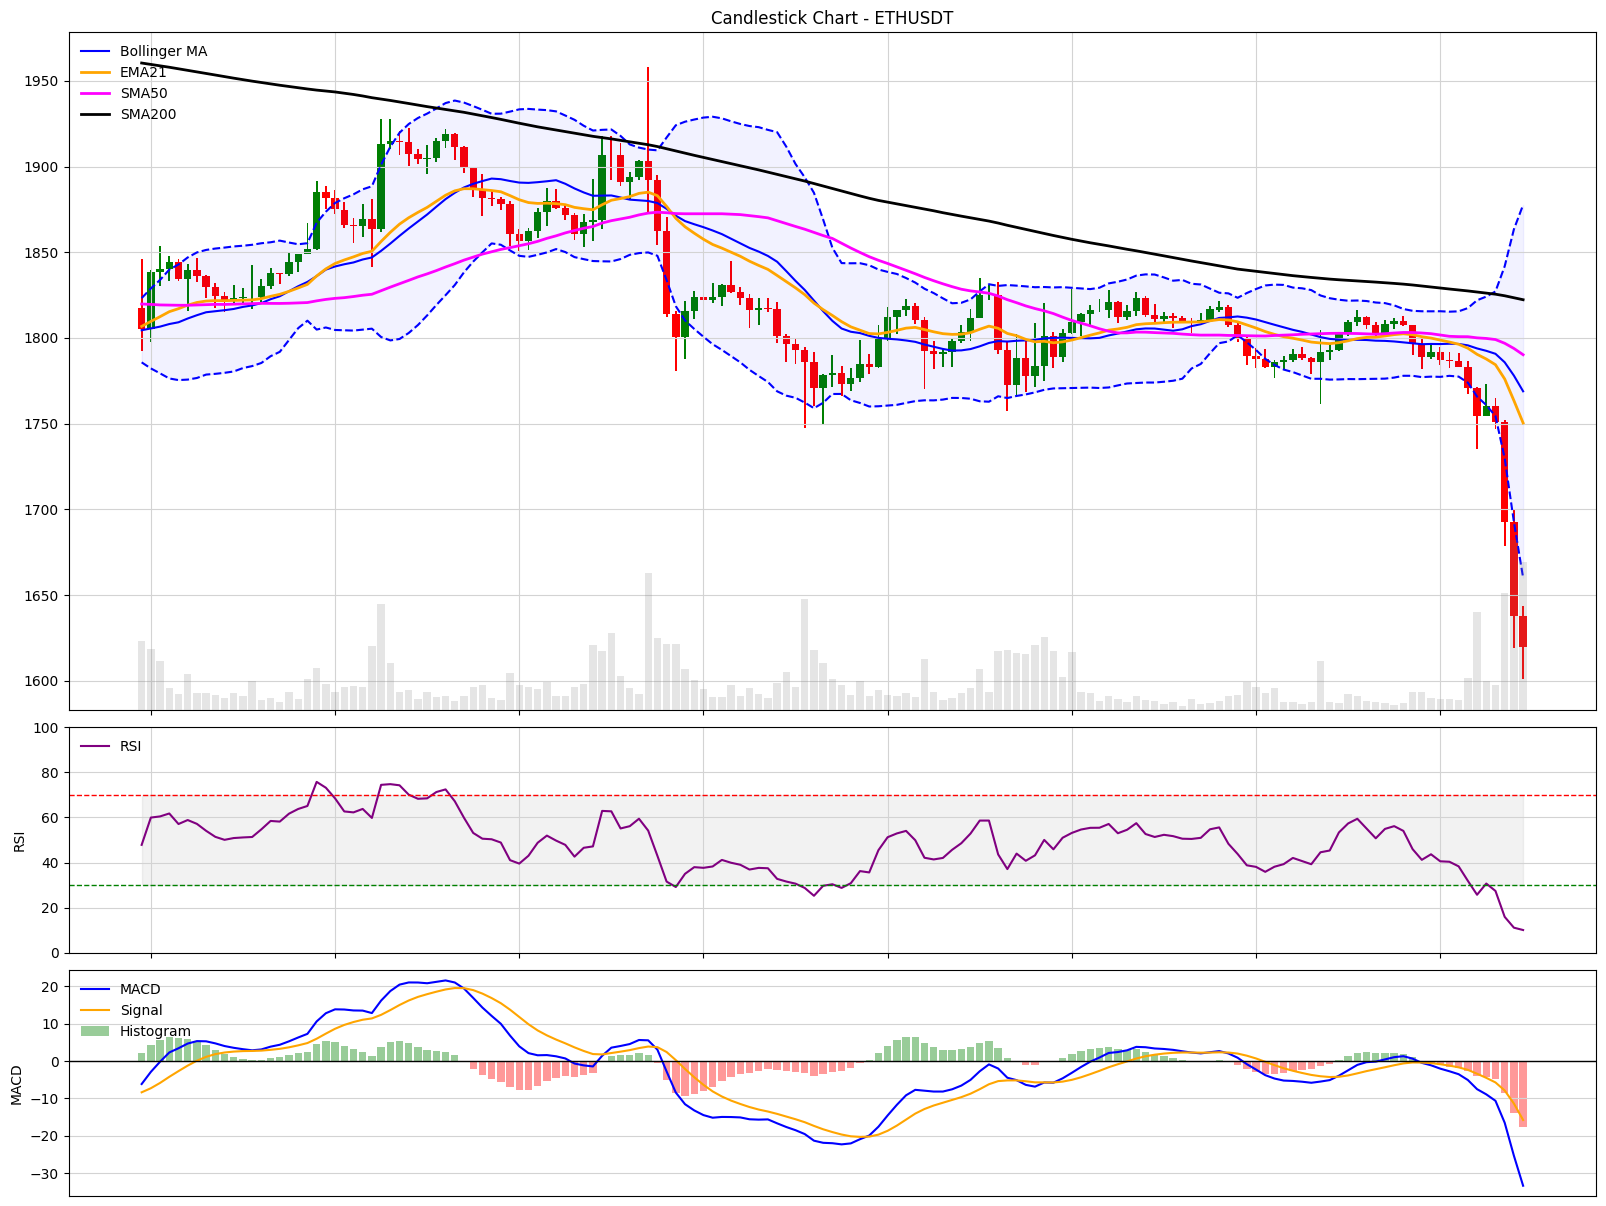 Candlestick Chart - ETHUSDT
Bollinger MA
EMA21
SMA50
SMA200
1950
1900
1850
1800
1750
1700
1650
1600
RSI
100
80
60
40
20
0
RSI
MACD
Signal
Histogram
20
10
0
−10
−20
−30
MACD